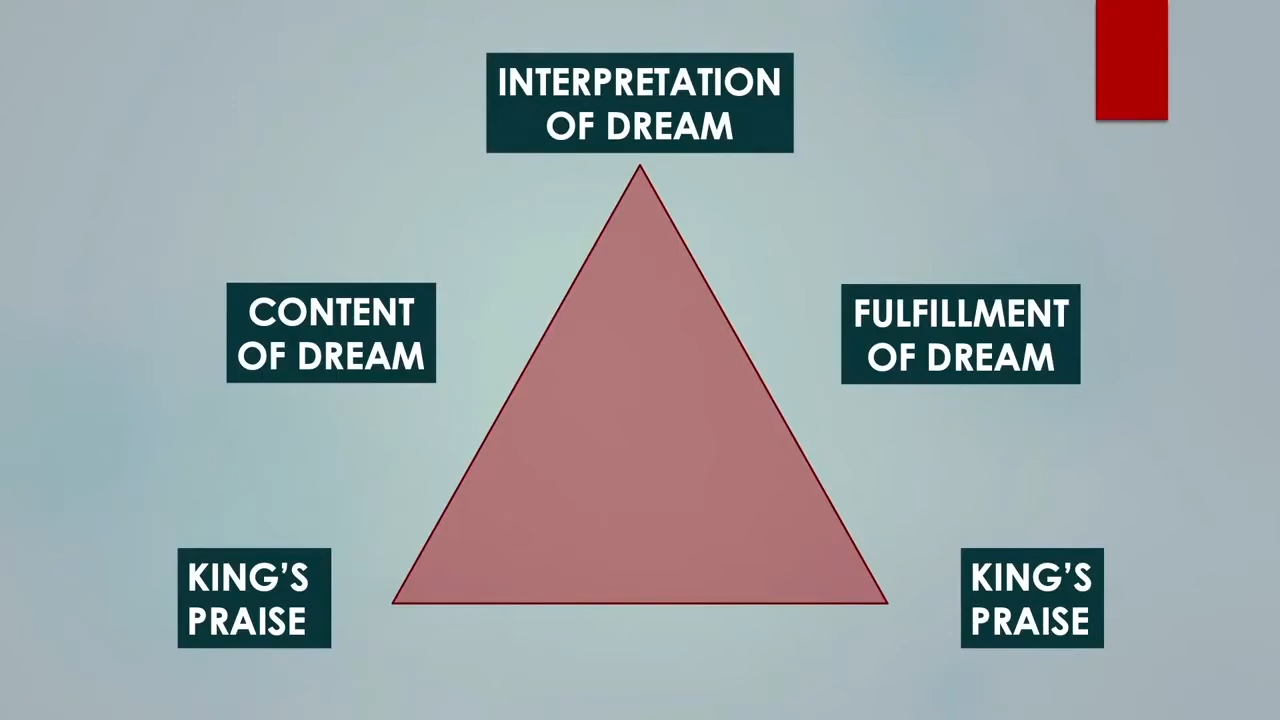 INTERPRETATION
OF DREAM
CONTENT
OF DREAM
FULFILLMENT
OF DREAM
KING’S
PRAISE
KING’S
PRAISE